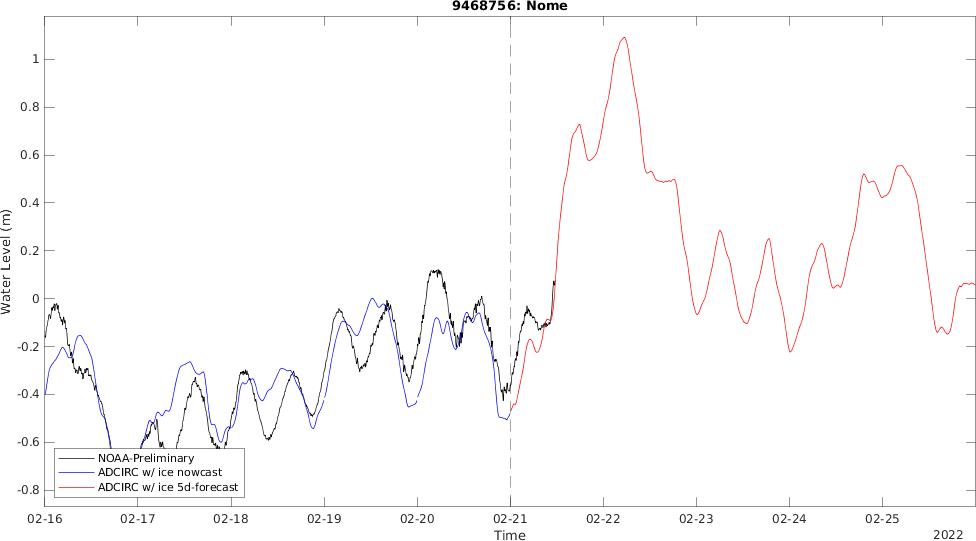 9468756: Nome
Water Level (m)
1
0.8
0.6
0.4
0.2
0
-0.2
-0.4
-0.6
-0.8
NOAA-Preliminary
ADCIRC w/ ice nowcast
ADCIRC w/ ice 5d-forecast
02-16 02-17 02-18 02-19 02-20 02-21 02-22 02-23 02-24 02-25
Time
2022